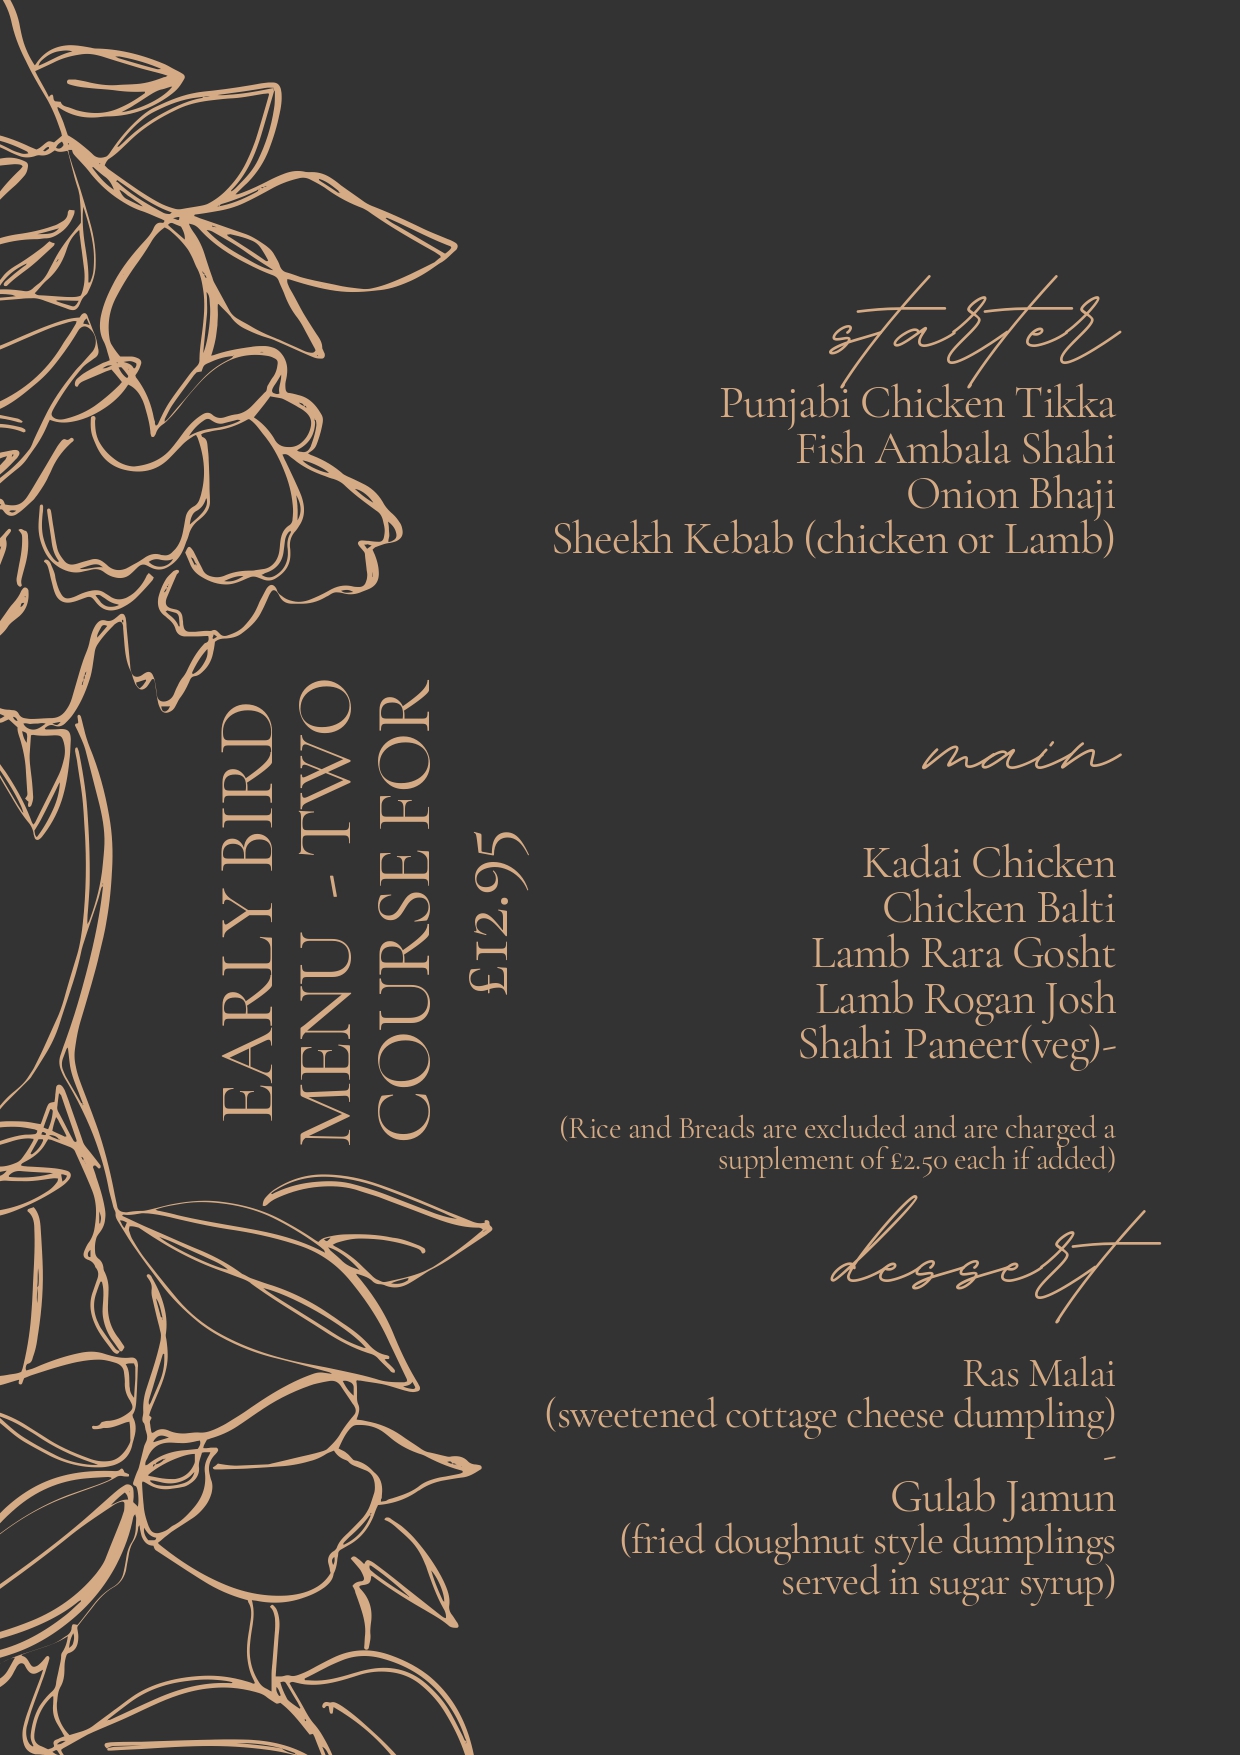 EARLY BIRD
MENU - TWO
COURSE FOR
£12.95
starter
Punjabi Chicken Tikka
Fish Ambala Shahi
Onion Bhaji
Sheekh Kebab (chicken or Lamb)
main
Kadai Chicken
Chicken Balti
Lamb Rara Gosht
Lamb Rogan Josh
Shahi Paneer(veg)-
(Rice and Breads are excluded and are charged a
supplement of £2.50 each if added)
dessert
Ras Malai
(sweetened cottage cheese dumpling)
-
Gulab Jamun
(fried doughnut style dumplings
served in sugar syrup)